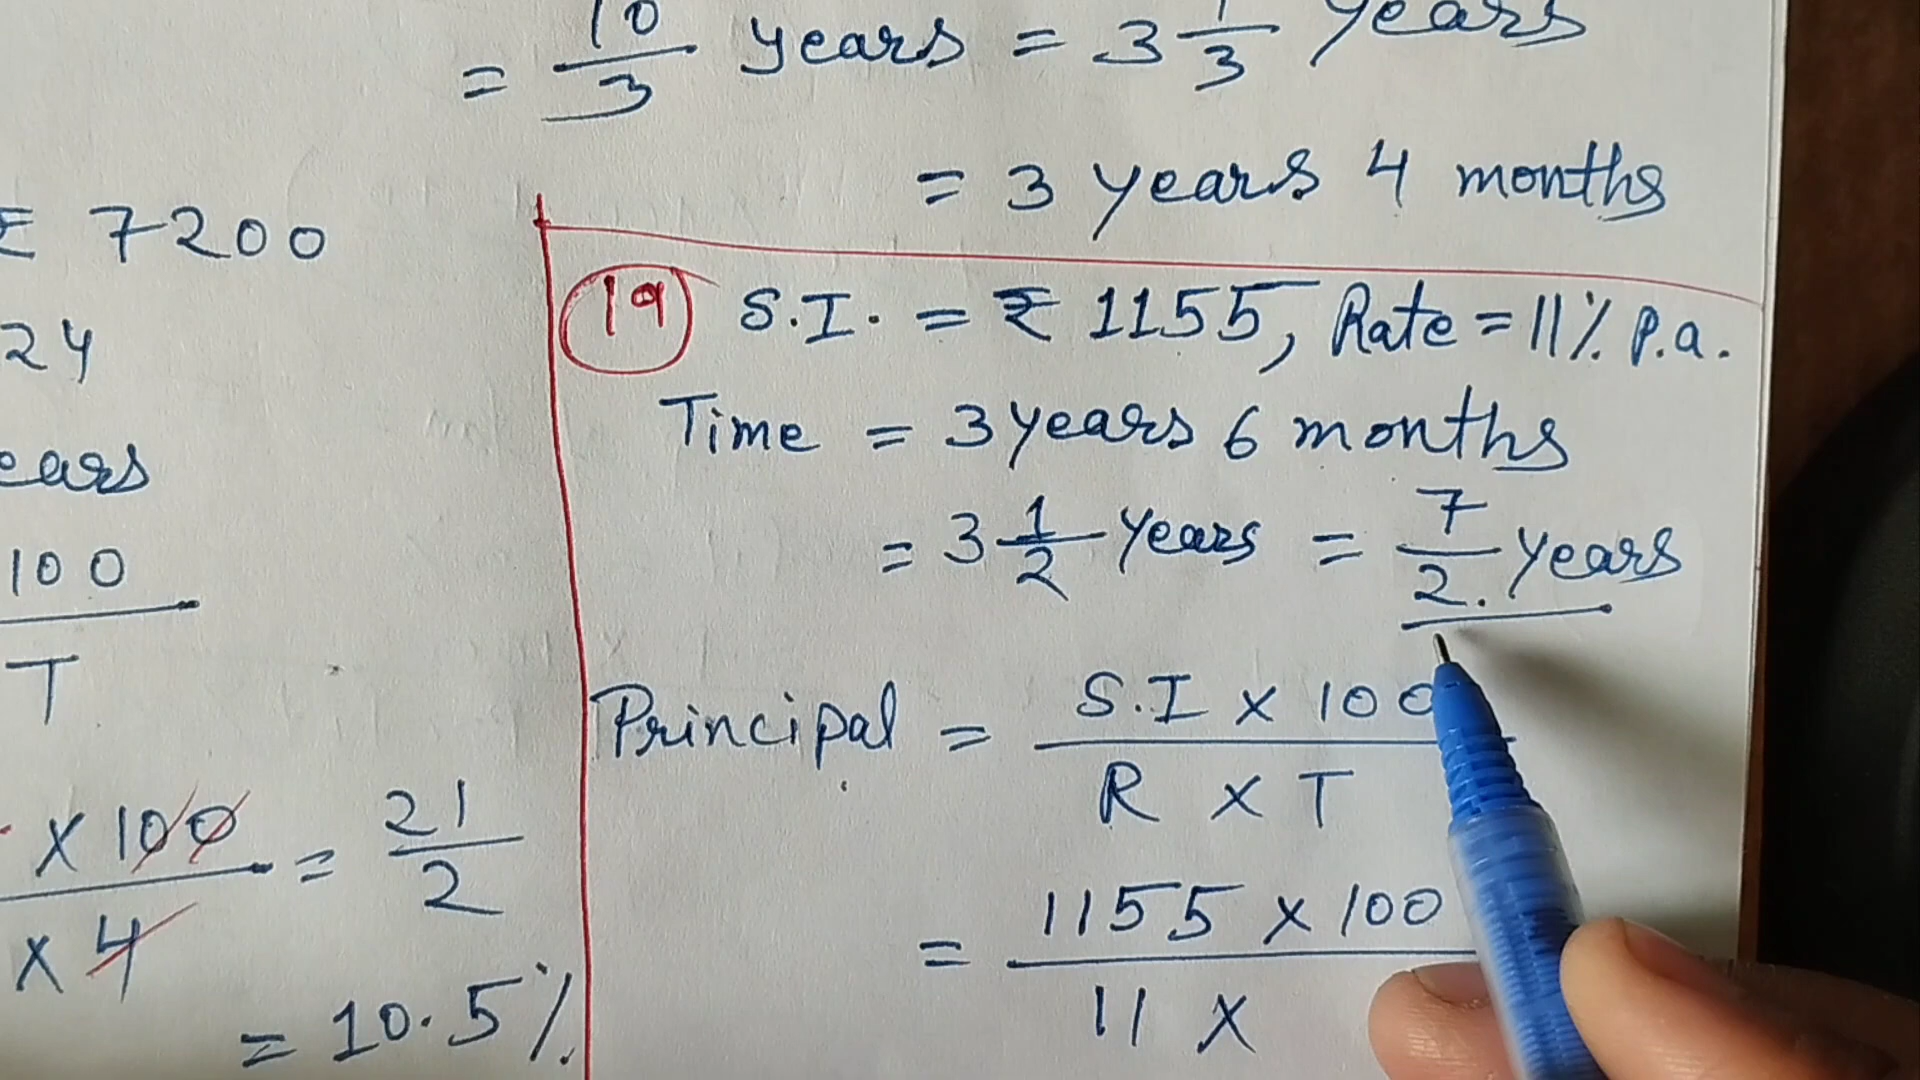 ₹ 7200
24
ears
100
T
x 100 = 21/2
x 4
= 10.5%
= 10/3 years = 3 1/3 years
= 3 years 4 months
19 S.I. = ₹ 1155, Rate = 11% p.a.
Time = 3 years 6 months
= 3 1/2 years = 7/2 years
Principal = S.I x 100
R x T
= 1155 x 100
11 x